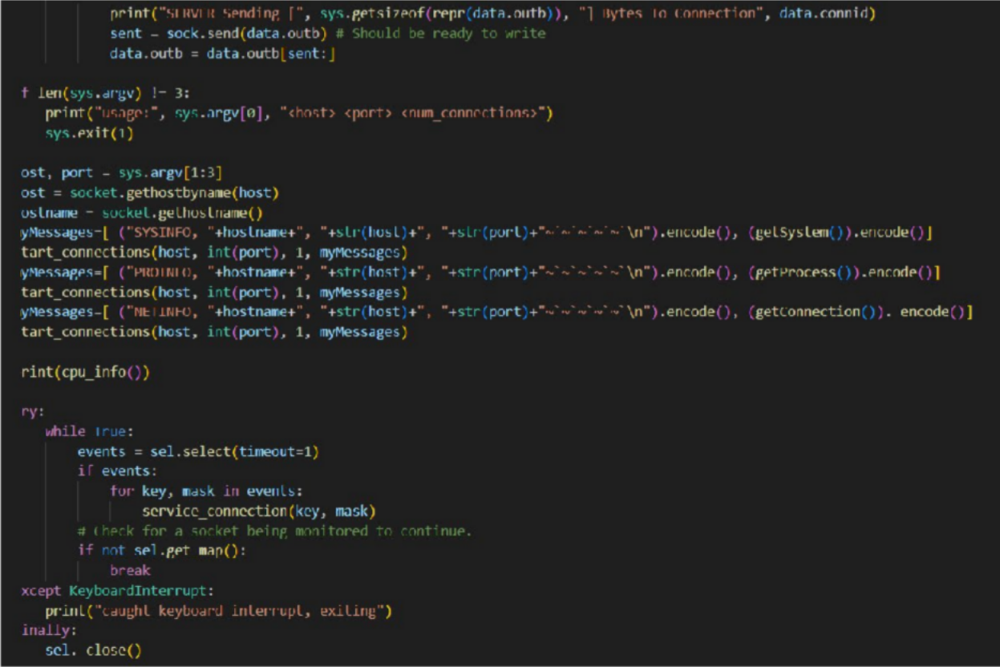 print("SERVER Sending [", sys.getsizeof(repr(data.outb)), "] Bytes To Connection", data.connid)
sent = sock.send(data.outb) # Should be ready to write
data.outb = data.outb[sent:]
f len(sys.argv) != 3:
print("usage:", sys.argv[0], "<host> <port> <num_connections>")
sys.exit(1)
ost, port = sys.argv[1:3]
ost = socket.gethostbyname(host)
ostname = socket.gethostname()
yMessages=[ ("SYSINFO, "+hostname+", "+str(host)+", "+str(port)+"~`~`~`~`~`\n").encode(), (getSystem()).encode()]
tart_connections(host, int(port), 1, myMessages)
yMessages=[ ("PROINFO, "+hostname+", "+str(host)+", "+str(port)+"~`~`~`~`~`\n").encode(), (getProcess()).encode()]
tart_connections(host, int(port), 1, myMessages)
yMessages=[ ("NETINFO, "+hostname+", "+str(host)+", "+str(port)+"~`~`~`~`~`\n").encode(), (getConnection()). encode()]
tart_connections(host, int(port), 1, myMessages)
rint(cpu_info())
ry:
while True:
events = sel.select(timeout=1)
if events:
for key, mask in events:
service_connection(key, mask)
# Check for a socket being monitored to continue.
if not sel.get_map():
break
xcept KeyboardInterrupt:
print("caught keyboard interrupt, exiting")
inally:
sel. close()